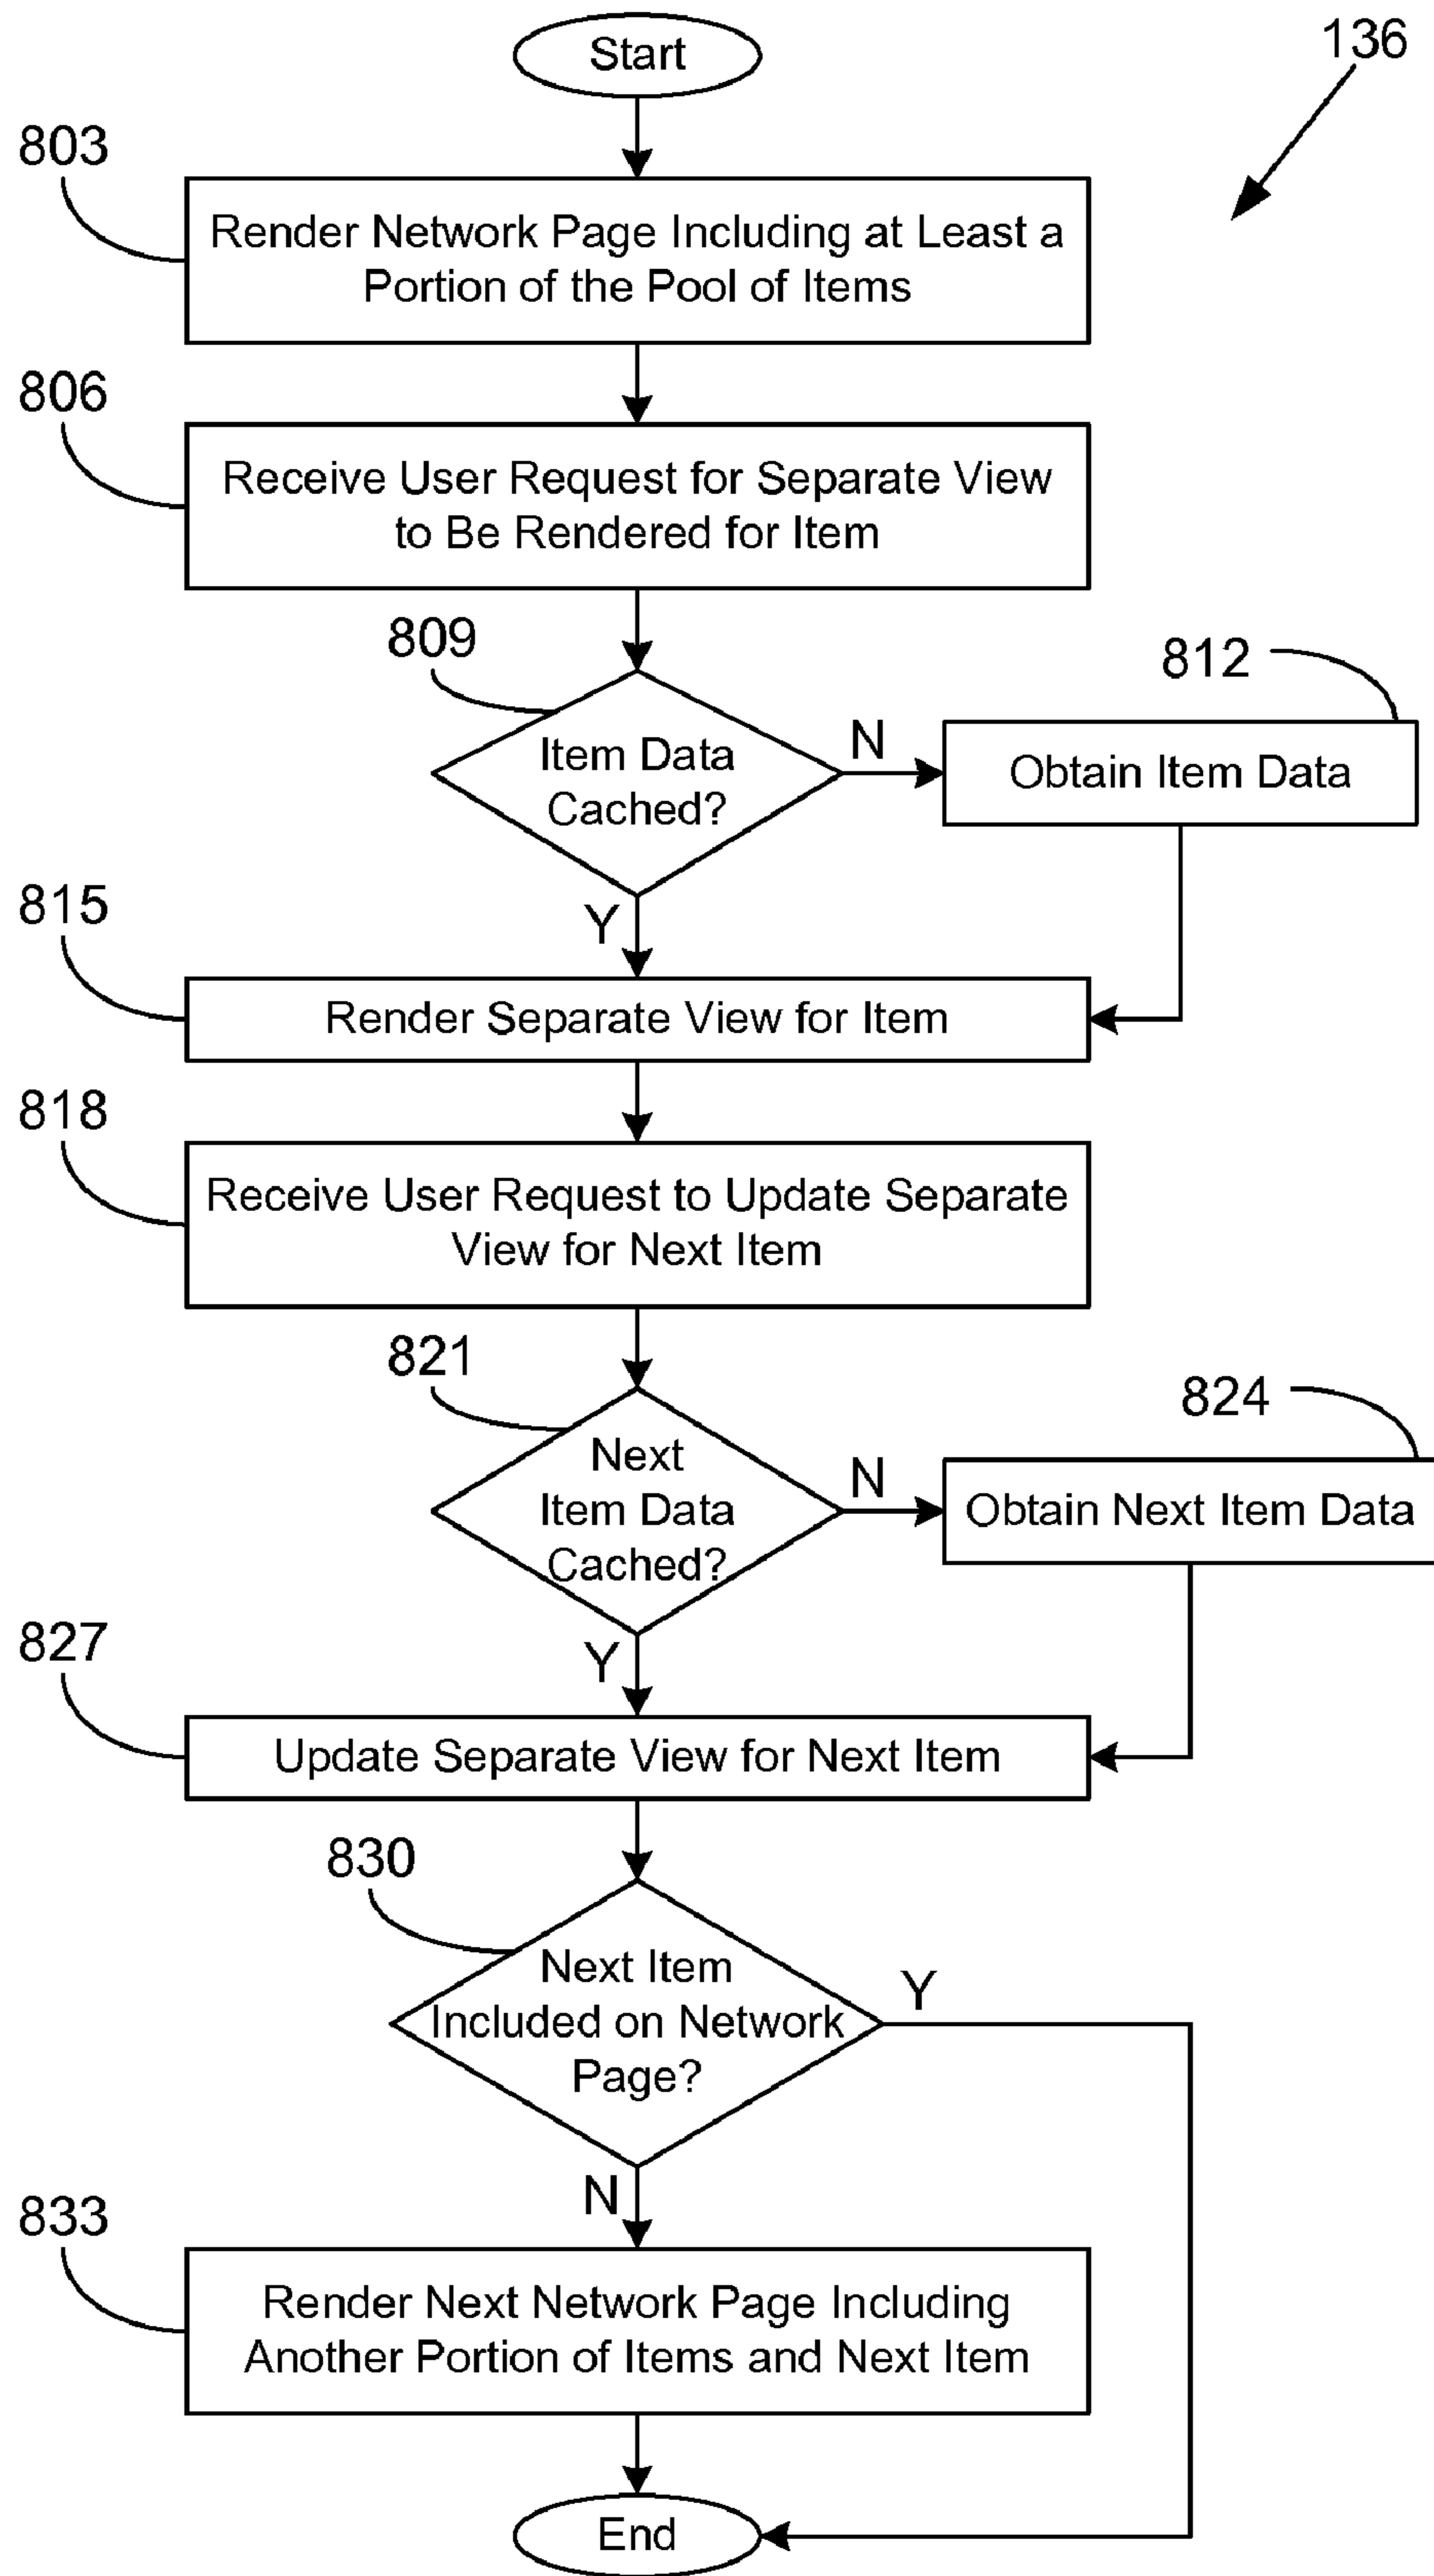 Start
136
803
Render Network Page Including at Least a
Portion of the Pool of Items
806
Receive User Request for Separate View
to Be Rendered for Item
809
Item Data
Cached?
N
812
Obtain Item Data
Y
815
Render Separate View for Item
818
Receive User Request to Update Separate
View for Next Item
821
Next
Item Data
Cached?
N
824
Obtain Next Item Data
Y
827
Update Separate View for Next Item
830
Next Item
Included on Network
Page?
Y
N
833
Render Next Network Page Including
Another Portion of Items and Next Item
End